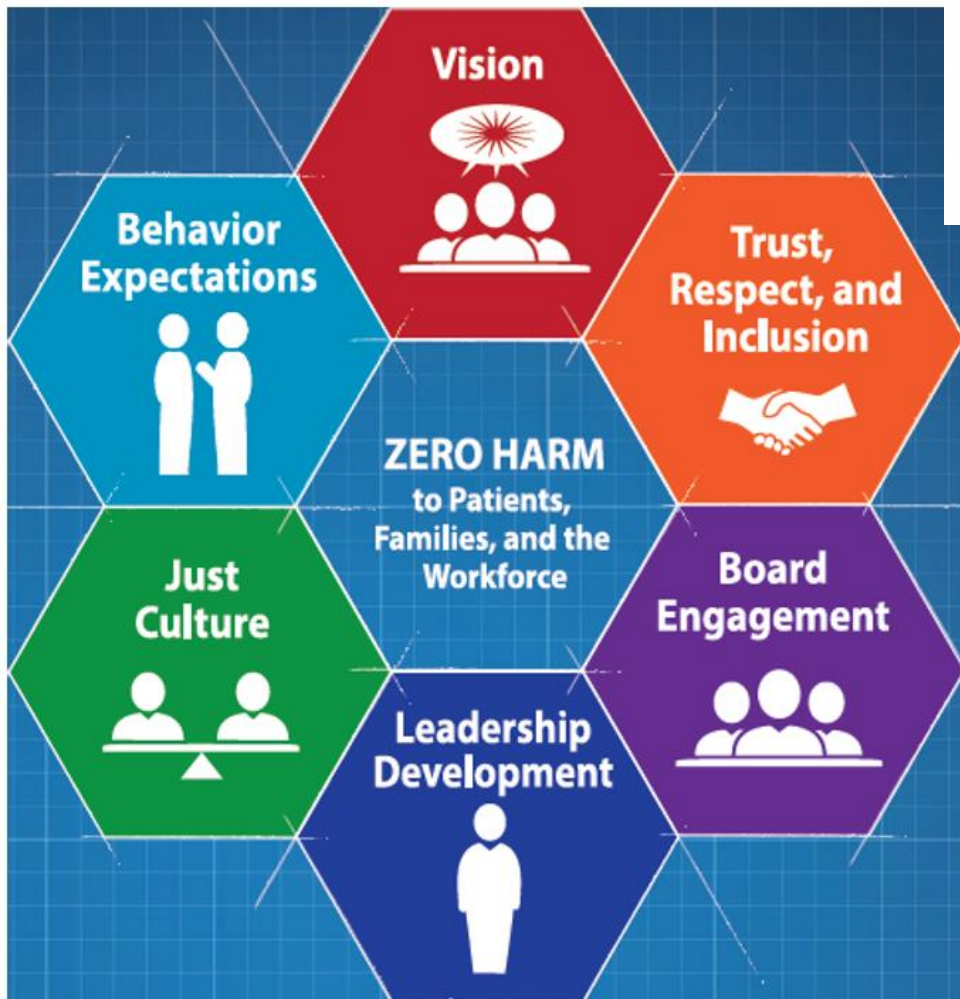 Vision
Behavior
Expectations
Trust,
Respect, and
Inclusion
ZERO HARM
to Patients,
Families, and the
Workforce
Just
Culture
Board
Engagement
Leadership
Development